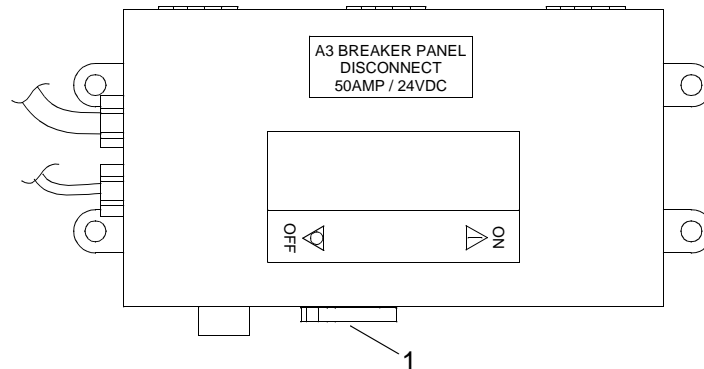 A3 BREAKER PANEL
DISCONNECT
50AMP / 24VDC
OFF
ON
1